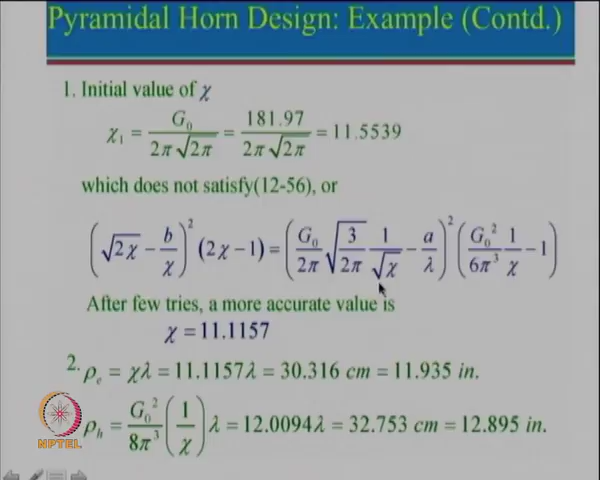 Pyramidal Horn Design: Example (Contd.)
1. Initial value of χ
χ₁ = G₀ / (2π√(2π)) = 181.97 / (2π√(2π)) = 11.5539
which does not satisfy(12-56), or
(√(2χ) − b/χ)² (2χ−1) = (G₀/(2π) √(3/(2π)) 1/√χ − a/λ)² (G₀²/(6π³) 1/χ − 1)
After few tries, a more accurate value is
χ = 11.1157
2. ρₑ = χλ = 11.1157λ = 30.316 cm = 11.935 in.
ρₕ = G₀²/(8π³) (1/χ) λ = 12.0094λ = 32.753 cm = 12.895 in.
NPTEL